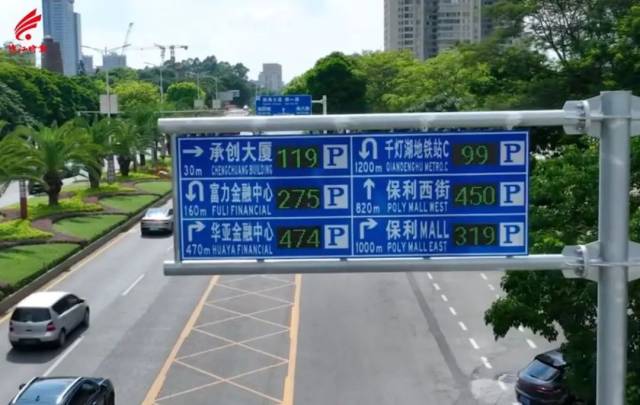 承创大厦 119 P
30m CHENGCHUANG BUILDING
千灯湖地铁站C 99 P
1200m QIANDENGHU METRO.C
富力金融中心 275 P
160m FULI FINANCIAL
保利西街 450 P
820m POLY MALL WEST
华亚金融中心 474 P
470m HUAYA FINANCIAL
保利MALL 319 P
1000m POLY MALL EAST